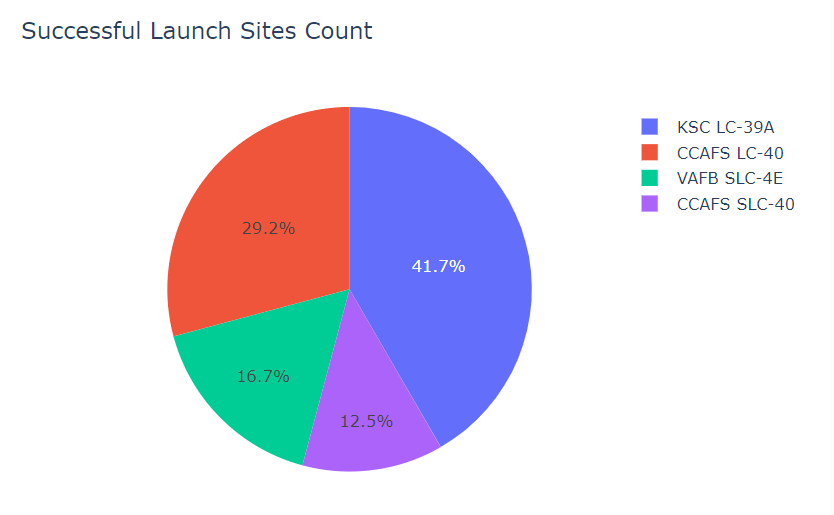 Successful Launch Sites Count
KSC LC-39A
CCAFS LC-40
VAFB SLC-4E
CCAFS SLC-40
29.2%
41.7%
16.7%
12.5%